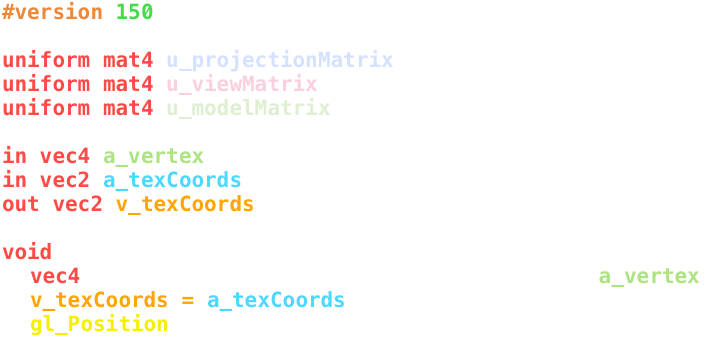 #version 150
uniform mat4 u_projectionMatrix
uniform mat4 u_viewMatrix
uniform mat4 u_modelMatrix
in vec4 a_vertex
in vec2 a_texCoords
out vec2 v_texCoords
void
vec4 a_vertex
v_texCoords = a_texCoords
gl_Position